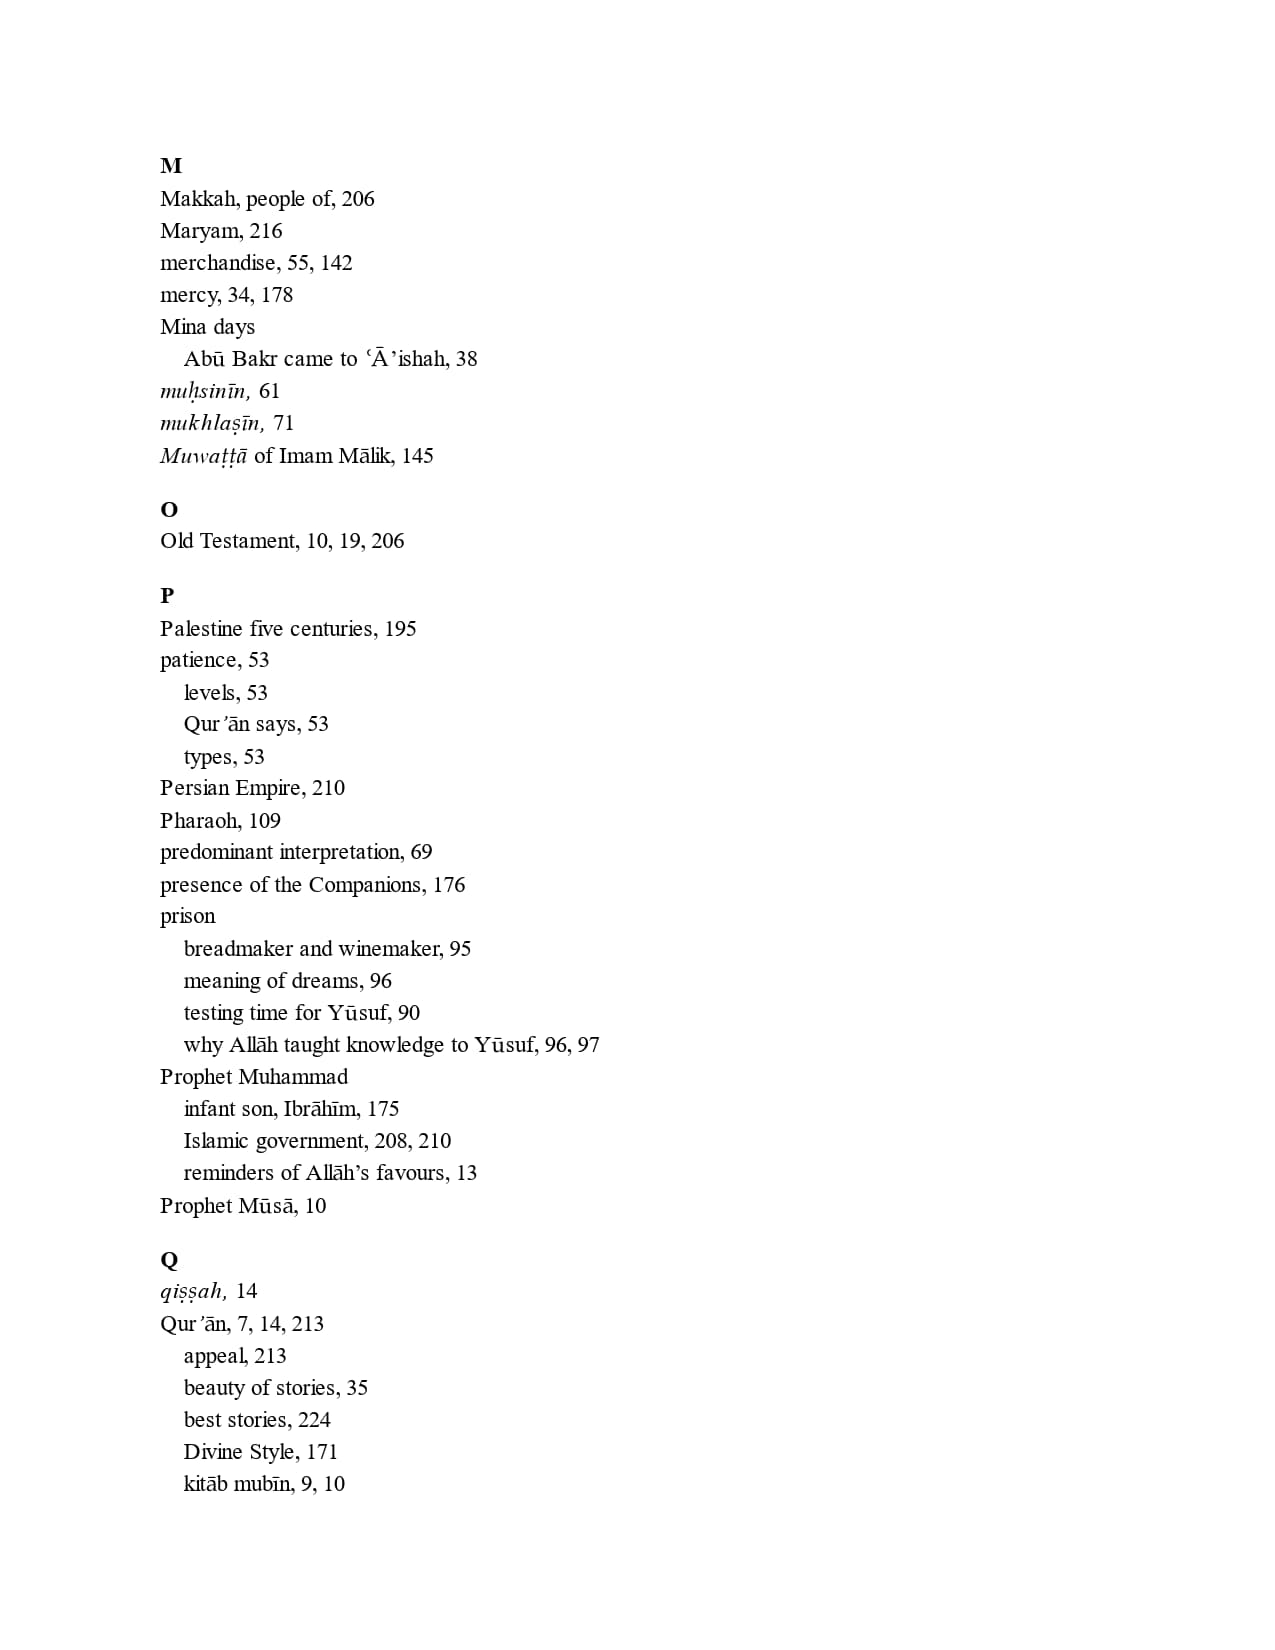 M
Makkah, people of, 206
Maryam, 216
merchandise, 55, 142
mercy, 34, 178
Mina days
Abū Bakr came to ʿĀ’ishah, 38
muḥsinīn, 61
mukhlaṣīn, 71
Muwaṭṭā of Imam Mālik, 145
O
Old Testament, 10, 19, 206
P
Palestine five centuries, 195
patience, 53
levels, 53
Qur’ān says, 53
types, 53
Persian Empire, 210
Pharaoh, 109
predominant interpretation, 69
presence of the Companions, 176
prison
breadmaker and winemaker, 95
meaning of dreams, 96
testing time for Yūsuf, 90
why Allāh taught knowledge to Yūsuf, 96, 97
Prophet Muhammad
infant son, Ibrāhīm, 175
Islamic government, 208, 210
reminders of Allāh’s favours, 13
Prophet Mūsā, 10
Q
qiṣṣah, 14
Qur’ān, 7, 14, 213
appeal, 213
beauty of stories, 35
best stories, 224
Divine Style, 171
kitāb mubīn, 9, 10